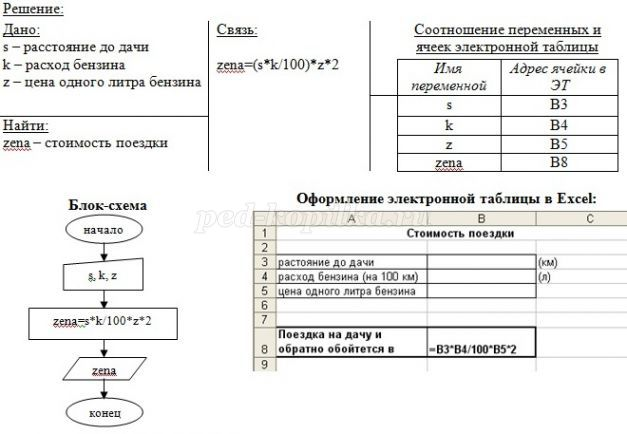 Решение:
Дано:
s – расстояние до дачи
k – расход бензина
z – цена одного литра бензина
Найти:
zena – стоимость поездки
Связь:
zena=(s*k/100)*z*2
Соотношение переменных и
ячеек электронной таблицы
Имя переменной Адрес ячейки в ЭТ
s B3
k B4
z B5
zena B8
Блок-схема
начало
s, k, z
zena=s*k/100*z*2
zena
конец
Оформление электронной таблицы в Excel:
ped-kopilka.ru
A B C
1 Стоимость поездки
2
3 растояние до дачи (км)
4 расход бензина (на 100 км) (л)
5 цена одного литра бензина
6
7
Поездка на дачу и
8 обратно обойтется в =B3*B4/100*B5*2
9